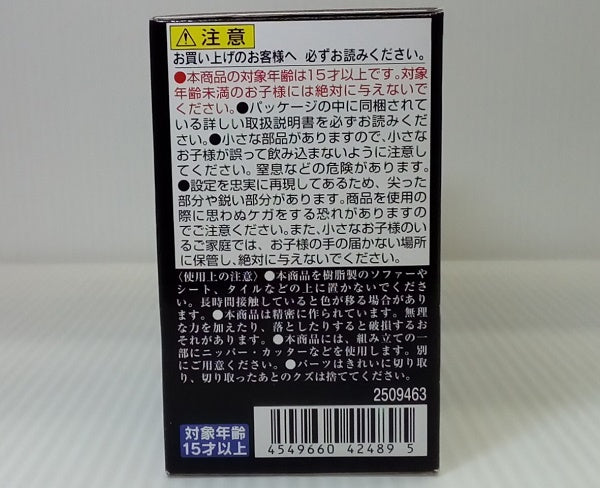 注意
お買い上げのお客様へ 必ずお読みください。
●本商品の対象年齢は15才以上です。対象
年齢未満のお子様には絶対に与えないで
ください。●パッケージの中に同梱されて
いる詳しい取扱説明書を必ずお読みくだ
さい。●小さな部品がありますので、小さな
お子様が誤って飲み込まないように注意し
てください。窒息などの危険があります。
●設定を忠実に再現してあるため、尖った
部分や鋭い部分があります。商品を使用の
際に思わぬケガをする恐れがありますの
でご注意ください。また、小さなお子様のい
るご家庭では、お子様の手の届かない場所
に保管し、絶対に与えないでください。
〈使用上の注意〉●本商品を樹脂製のソファーや
シート、タイルなどの上に置かないでくださ
い。長時間接触していると色が移る場合があり
ます。●本商品は精密に作られています。無理
な力を加えたり、落としたりすると破損するお
それがあります。●本商品には、組み立ての一
部にニッパー・カッターなどを使用します。別
にご用意ください。●パーツはきれいに切り取
り、切り取ったあとのクズは捨ててください。
2509463
対象年齢
15才以上
4549660 42489 5